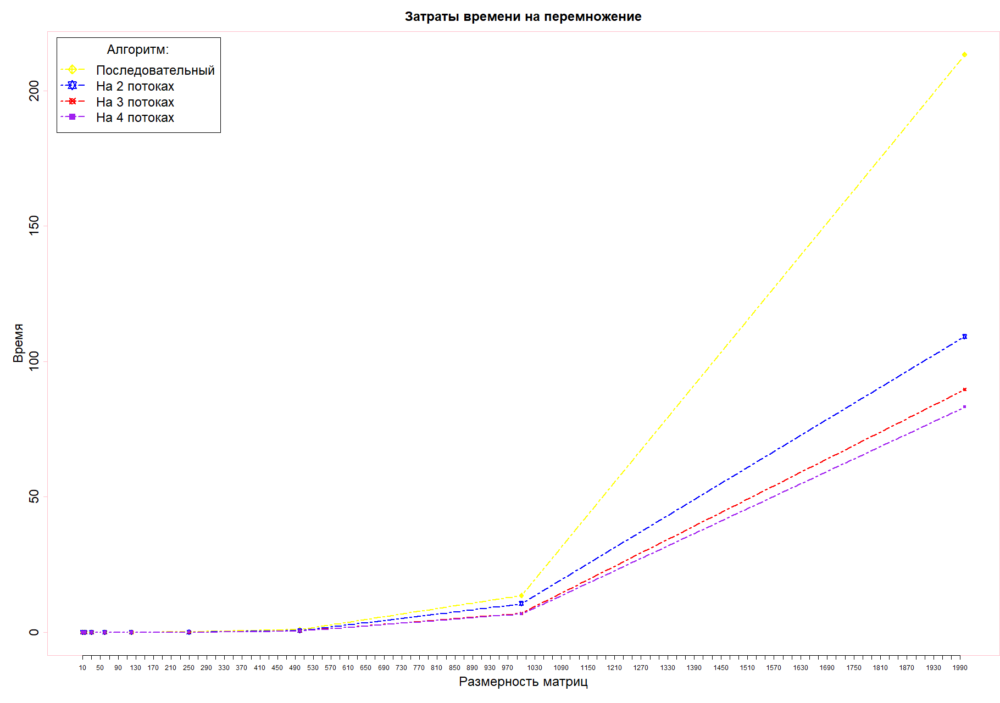 Затраты времени на перемножение
Алгоритм:
Последовательный
На 2 потоках
На 3 потоках
На 4 потоках
200
150
100
50
0
Время
10 50 90 130 170 210 250 290 330 370 410 450 490 530 570 610 650 690 730 770 810 850 890 930 970 1030 1090 1150 1210 1270 1330 1390 1450 1510 1570 1630 1690 1750 1810 1870 1930 1990
Размерность матриц